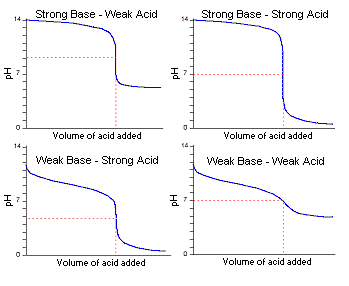 Strong Base - Weak Acid
14
pH
7
0
Volume of acid added
Strong Base - Strong Acid
14
pH
7
0
Volume of acid added
Weak Base - Strong Acid
14
pH
7
0
Volume of acid added
Weak Base - Weak Acid
14
pH
7
0
Volume of acid added